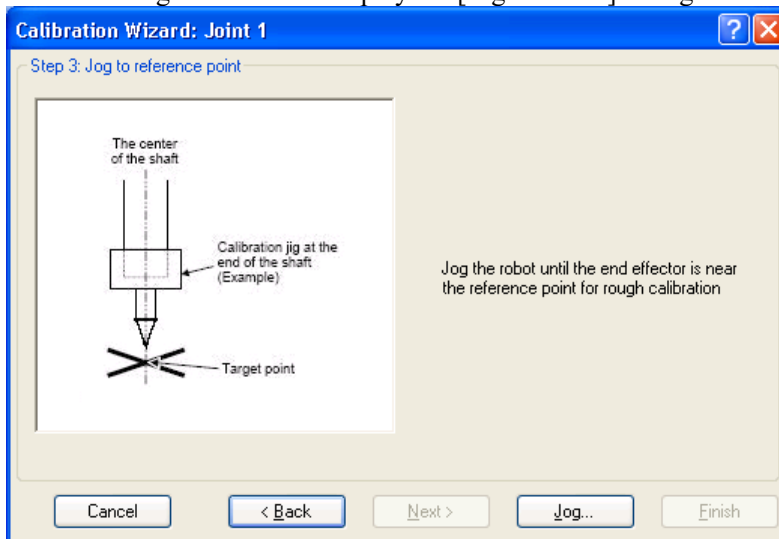 Calibration Wizard: Joint 1
Step 3: Jog to reference point
The center
of the shaft
Calibration jig at the
end of the shaft
(Example)
Target point
Jog the robot until the end effector is near
the reference point for rough calibration
Cancel
< Back
Next >
Jog...
Finish